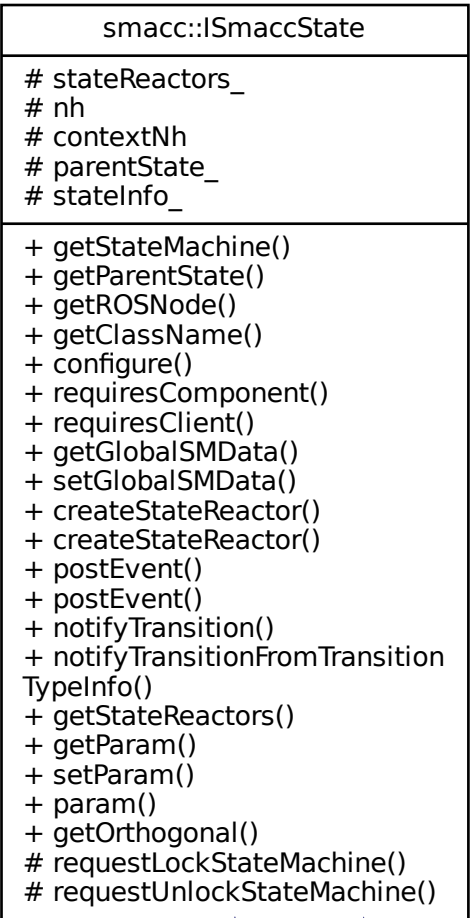 smacc::ISmaccState
# stateReactors_
# nh
# contextNh
# parentState_
# stateInfo_
+ getStateMachine()
+ getParentState()
+ getROSNode()
+ getClassName()
+ configure()
+ requiresComponent()
+ requiresClient()
+ getGlobalSMData()
+ setGlobalSMData()
+ createStateReactor()
+ createStateReactor()
+ postEvent()
+ postEvent()
+ notifyTransition()
+ notifyTransitionFromTransition
TypeInfo()
+ getStateReactors()
+ getParam()
+ setParam()
+ param()
+ getOrthogonal()
# requestLockStateMachine()
# requestUnlockStateMachine()